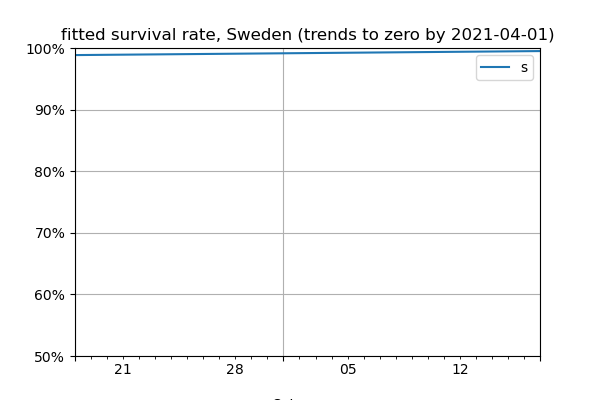 fitted survival rate, Sweden (trends to zero by 2021-04-01)
100%
s
90%
80%
70%
60%
50%
21 28 05 12